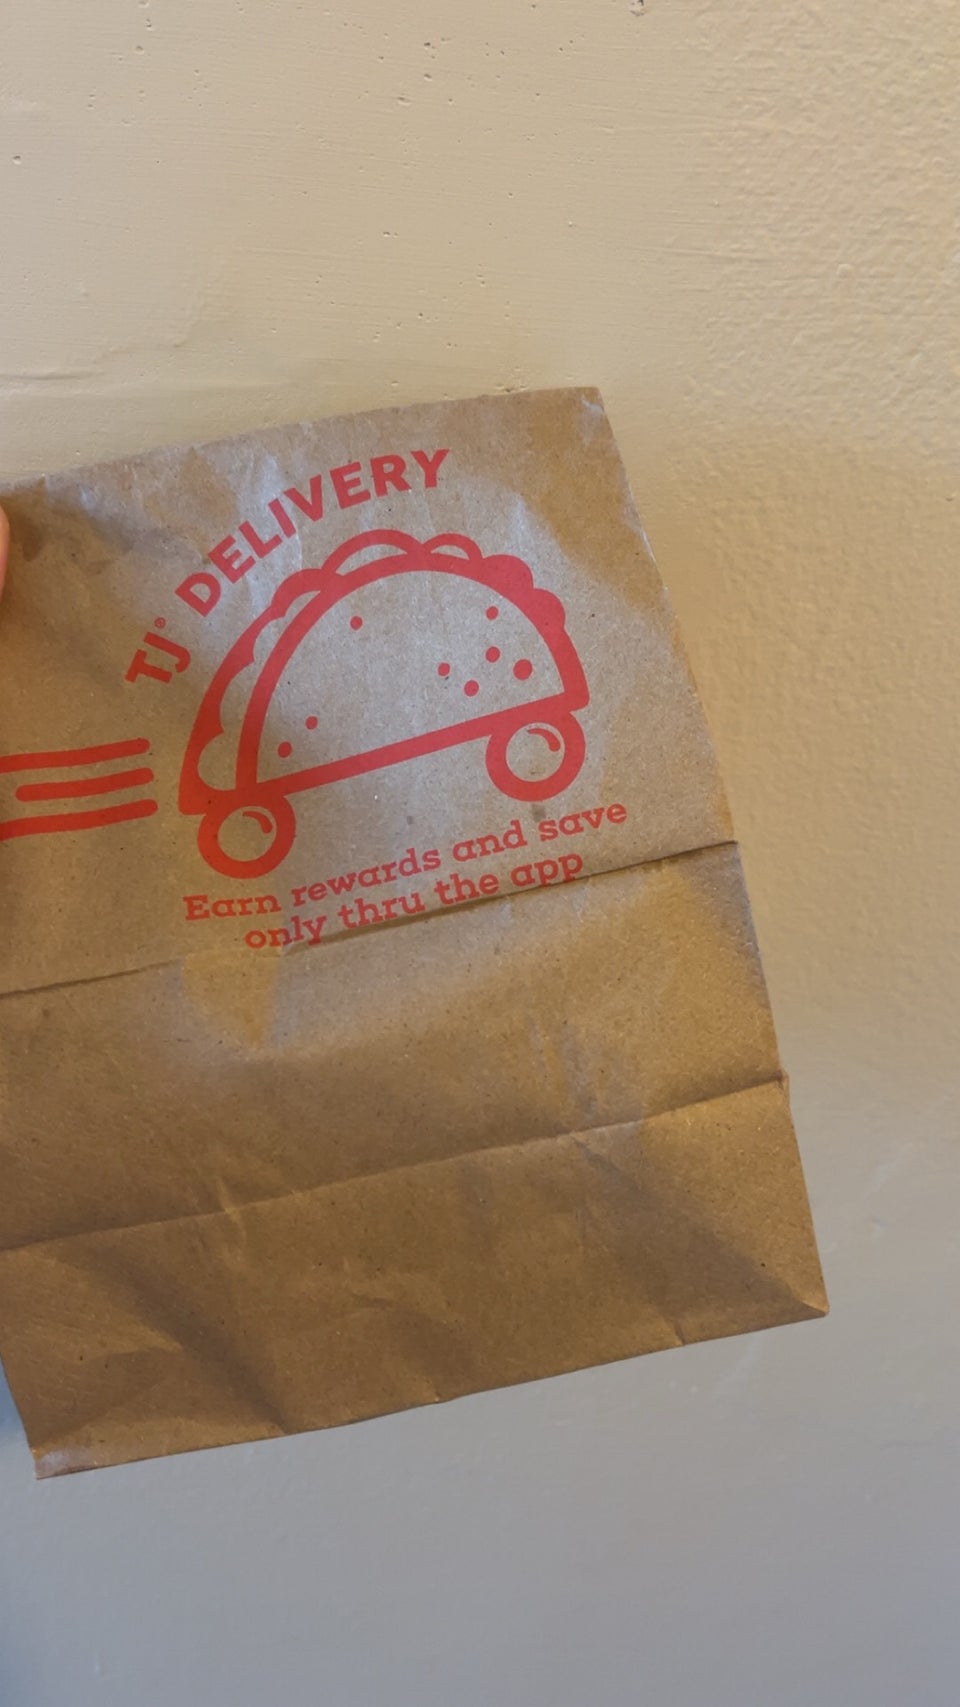 TJ® DELIVERY
Earn rewards and save
only thru the app